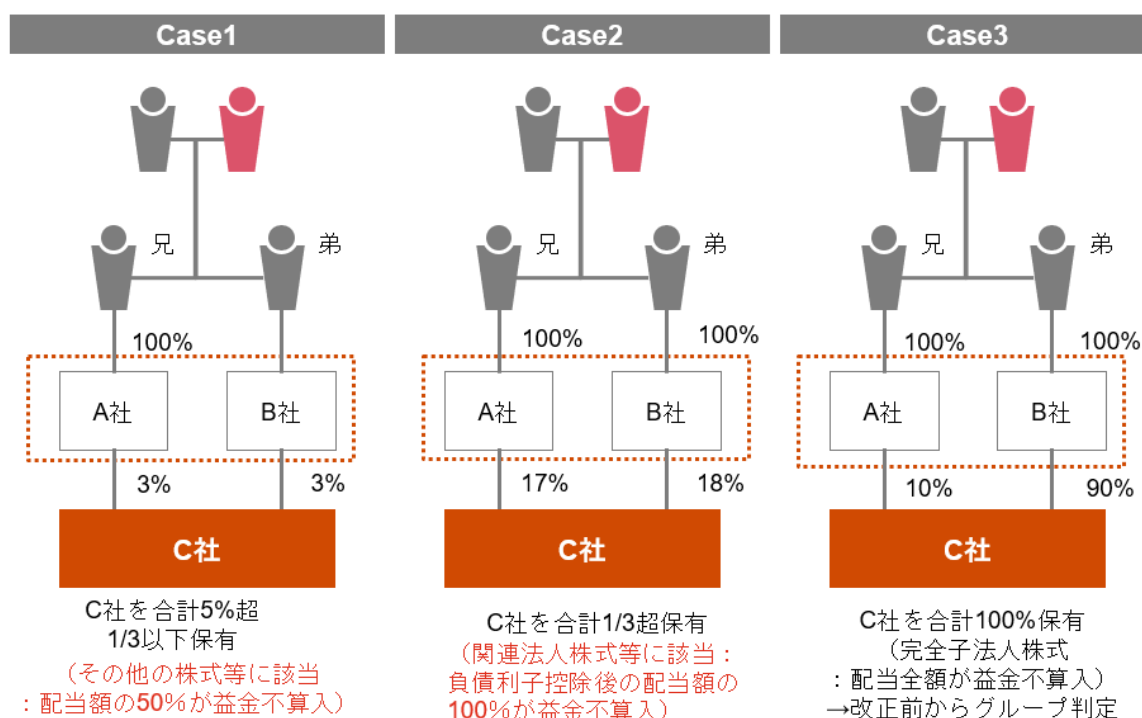 Case1
兄
弟
100%
A社
B社
3%
3%
C社
C社を合計5%超
1/3以下保有
（その他の株式等に該当
：配当額の50%が益金不算入）
Case2
兄
弟
100%
100%
A社
B社
17%
18%
C社
C社を合計1/3超保有
（関連法人株式等に該当：
負債利子控除後の配当額の
100%が益金不算入）
Case3
兄
弟
100%
100%
A社
B社
10%
90%
C社
C社を合計100%保有
（完全子法人株式
：配当全額が益金不算入）
→改正前からグループ判定